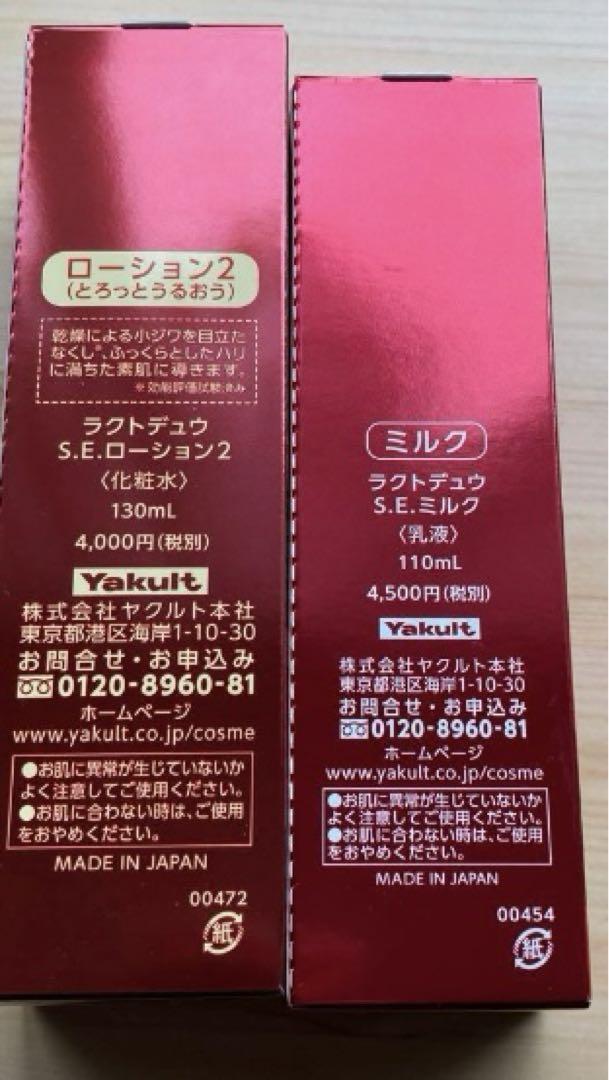 ローション2
(とろっとうるおう)
乾燥による小ジワを目立た
なくし※、ふっくらとしたハリ
に満ちた素肌に導きます。
※効能評価試験済み
ラクトデュウ
S.E.ローション2
〈化粧水〉
130mL
4,000円(税別)
Yakult
株式会社ヤクルト本社
東京都港区海岸1-10-30
お問合せ・お申込み
0120-8960-81
ホームページ
www.yakult.co.jp/cosme
●お肌に異常が生じていないか
よく注意してご使用ください。
●お肌に合わない時は、ご使用
をおやめください。
MADE IN JAPAN
00472
紙
ミルク
ラクトデュウ
S.E.ミルク
〈乳液〉
110mL
4,500円(税別)
Yakult
株式会社ヤクルト本社
東京都港区海岸1-10-30
お問合せ・お申込み
0120-8960-81
ホームページ
www.yakult.co.jp/cosme
●お肌に異常が生じていないか
よく注意してご使用ください。
●お肌に合わない時は、ご使用
をおやめください。
MADE IN JAPAN
00454
紙